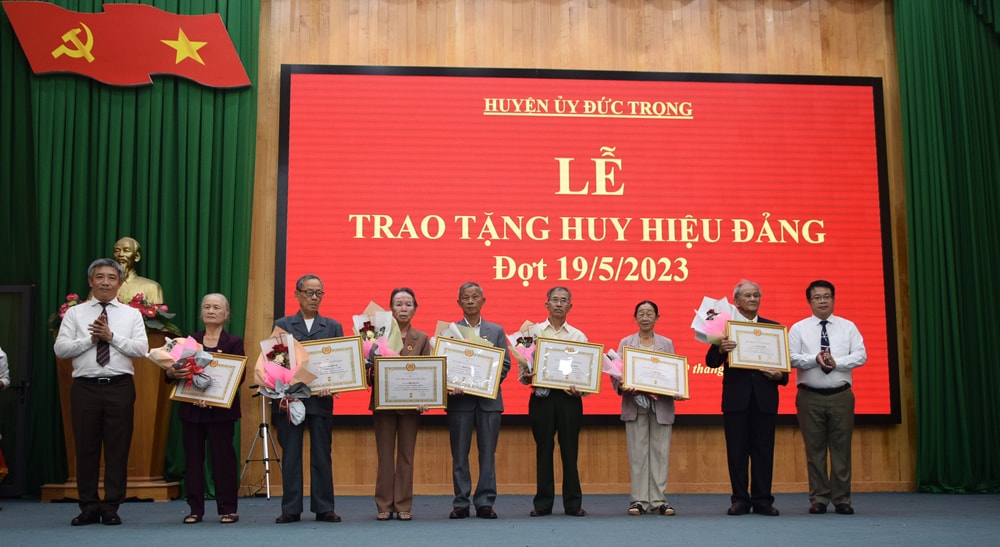 HUYỆN ỦY ĐỨC TRỌNG
LỄ
TRAO TẶNG HUY HIỆU ĐẢNG
Đợt 19/5/2023